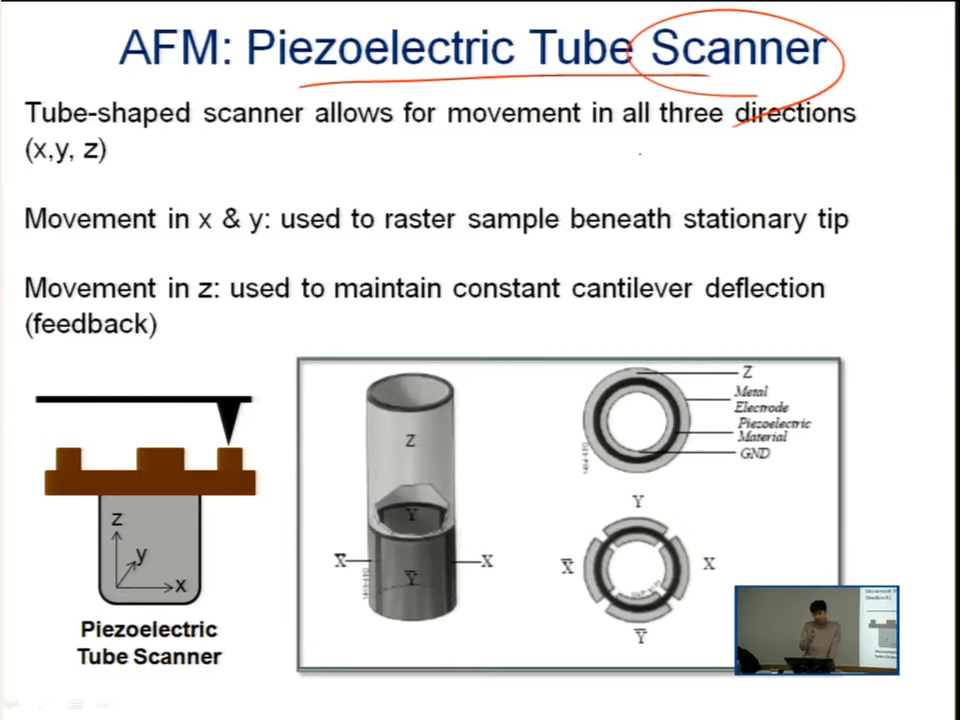 AFM: Piezoelectric Tube Scanner
Tube-shaped scanner allows for movement in all three directions
(x,y, z)
Movement in x & y: used to raster sample beneath stationary tip
Movement in z: used to maintain constant cantilever deflection
(feedback)
z
y
x
Piezoelectric
Tube Scanner
Z
Y
X̅
X
Y̅
Z
Metal
Electrode
Piezoelectric
Material
GND
Y
X̅
X
Y̅